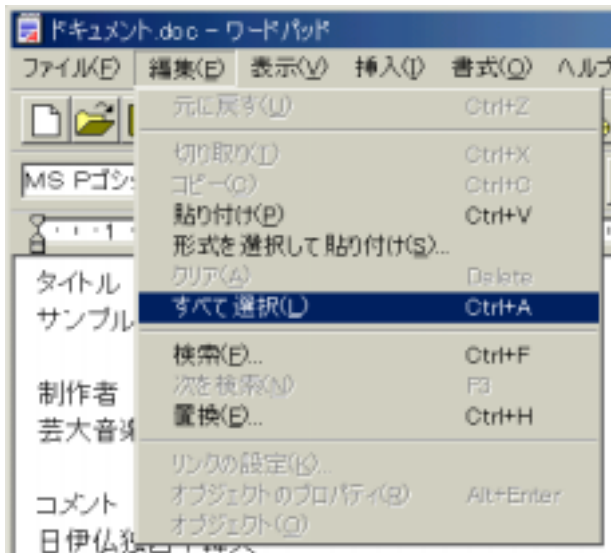 ドキュメント.doc - ワードパッド
ファイル(F) 編集(E) 表示(V) 挿入(I) 書式(O) ヘルプ
元に戻す(U) Ctrl+Z
切り取り(T) Ctrl+X
コピー(C) Ctrl+C
MS Pゴシ
貼り付け(P) Ctrl+V
形式を選択して貼り付け(S)...
クリア(A) Delete
タイトル
すべて選択(L) Ctrl+A
サンプル
検索(F)... Ctrl+F
次を検索(N) F3
制作者
置換(E)... Ctrl+H
芸大音楽
リンクの設定(K)...
オブジェクトのプロパティ(R) Alt+Enter
コメント
オブジェクト(O)
日伊仏独